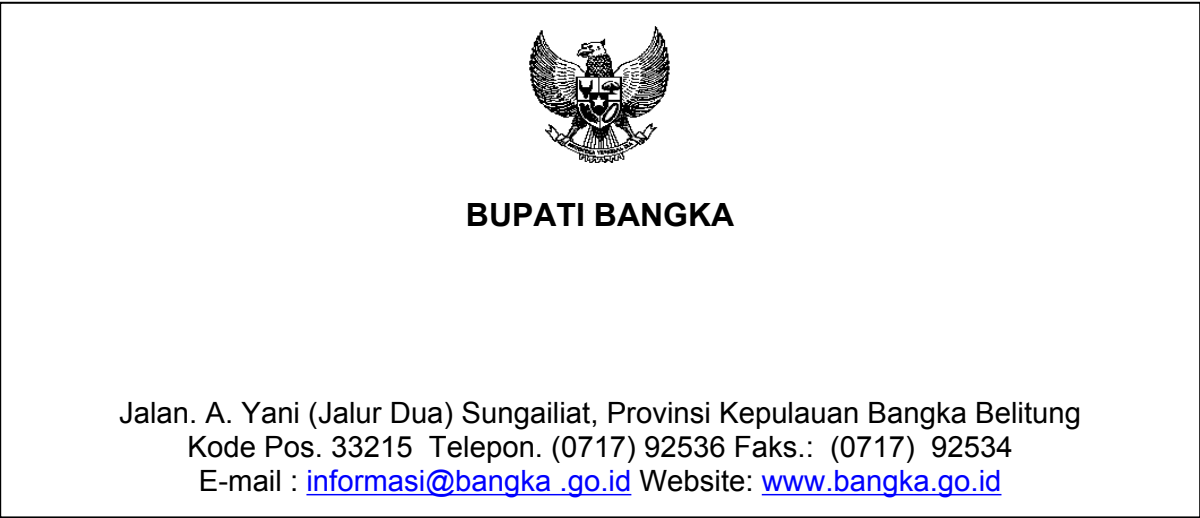 BUPATI BANGKA
Jalan. A. Yani (Jalur Dua) Sungailiat, Provinsi Kepulauan Bangka Belitung
Kode Pos. 33215  Telepon. (0717) 92536 Faks.:  (0717)  92534
E-mail : informasi@bangka .go.id Website: www.bangka.go.id